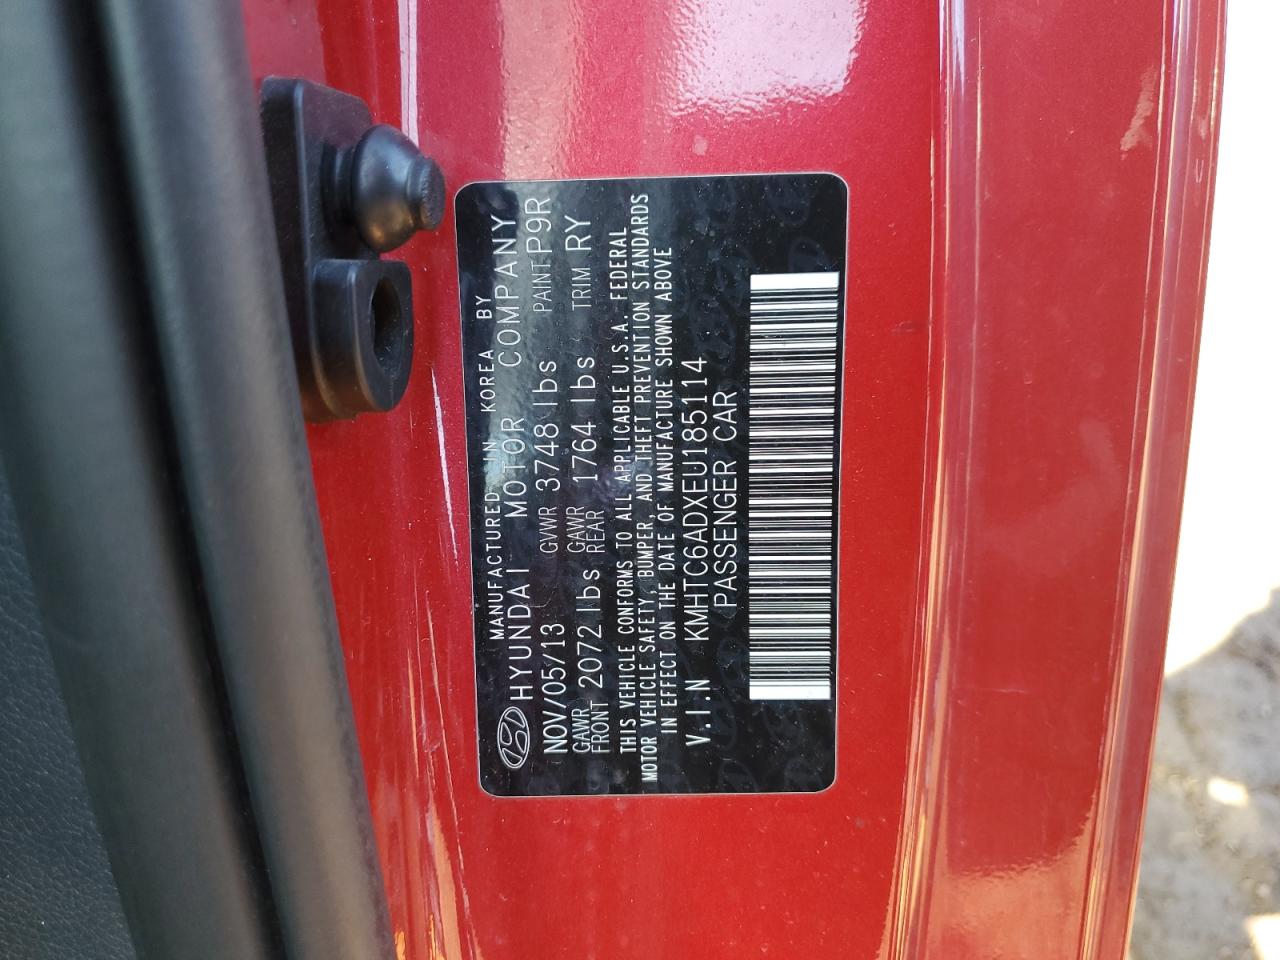 MANUFACTURED IN KOREA BY
HYUNDAI MOTOR COMPANY
NOV/05/13 GVWR 3748 lbs PAINT P9R
GAWR FRONT 2072 lbs GAWR REAR 1764 lbs TRIM RY
THIS VEHICLE CONFORMS TO ALL APPLICABLE U.S.A. FEDERAL
MOTOR VEHICLE SAFETY, BUMPER, AND THEFT PREVENTION STANDARDS
IN EFFECT ON THE DATE OF MANUFACTURE SHOWN ABOVE
V.I.N KMHTC6ADXEU185114
PASSENGER CAR